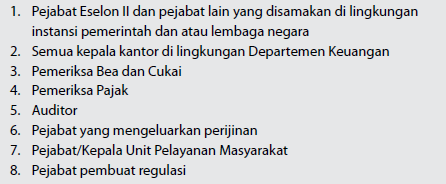 1. Pejabat Eselon II dan pejabat lain yang disamakan di lingkungan
instansi pemerintah dan atau lembaga negara
2. Semua kepala kantor di lingkungan Departemen Keuangan
3. Pemeriksa Bea dan Cukai
4. Pemeriksa Pajak
5. Auditor
6. Pejabat yang mengeluarkan perijinan
7. Pejabat/Kepala Unit Pelayanan Masyarakat
8. Pejabat pembuat regulasi